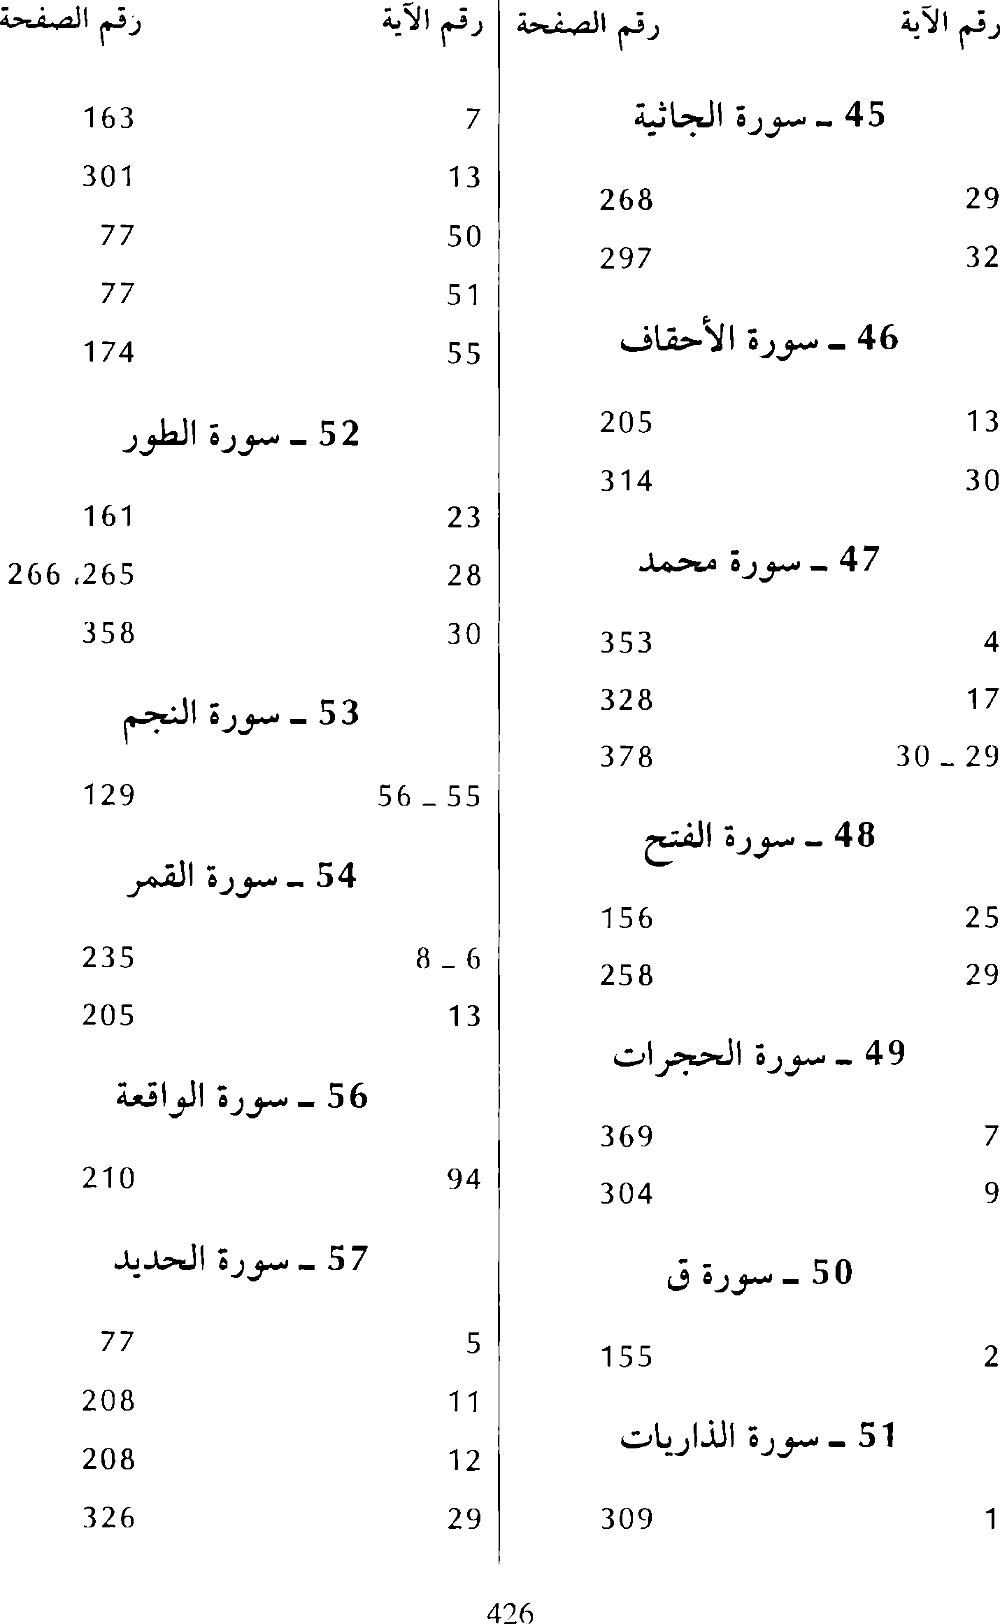 رقم الآية رقم الصفحة
45 ـ سورة الجاثية
29 268
32 297
46 ـ سورة الأحقاف
13 205
30 314
47 ـ سورة محمد
4 353
17 328
29 ـ 30 378
48 ـ سورة الفتح
25 156
29 258
49 ـ سورة الحجرات
7 369
9 304
50 ـ سورة ق
2 155
51 ـ سورة الذاريات
1 309
رقم الآية رقم الصفحة
7 163
13 301
50 77
51 77
55 174
52 ـ سورة الطور
23 161
28 265، 266
30 358
53 ـ سورة النجم
55 ـ 56 129
54 ـ سورة القمر
6 ـ 8 235
13 205
56 ـ سورة الواقعة
94 210
57 ـ سورة الحديد
5 77
11 208
12 208
29 326
426